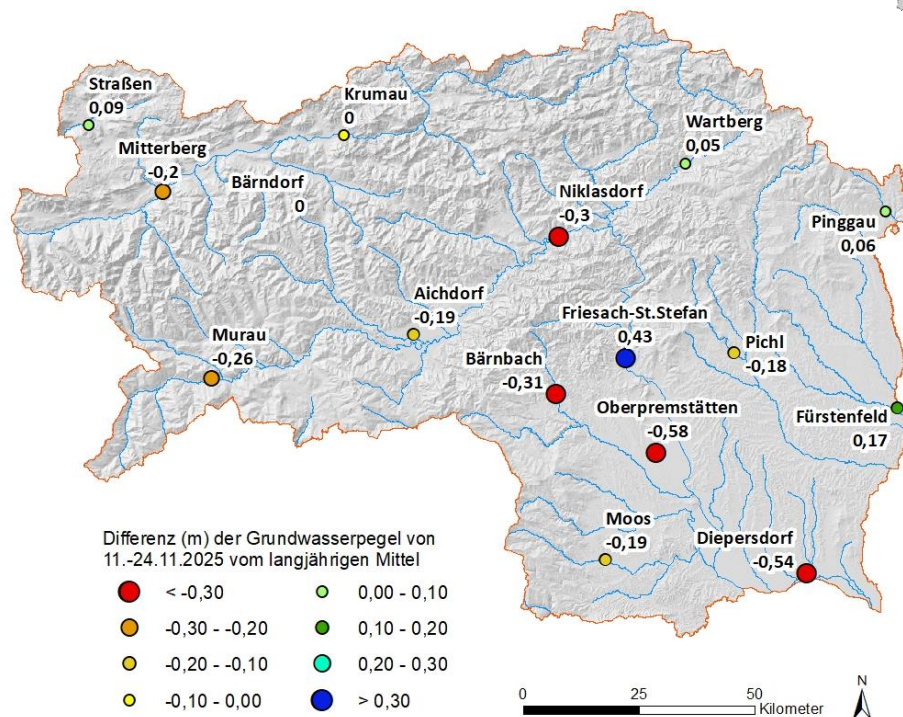 Straßen
0,09
Krumau
0
Wartberg
0,05
Mitterberg
-0,2
Bärndorf
0
Niklasdorf
-0,3
Pinggau
0,06
Aichdorf
-0,19
Friesach-St.Stefan
0,43
Murau
-0,26
Bärnbach
-0,31
Pichl
-0,18
Oberpremstätten
-0,58
Fürstenfeld
0,17
Moos
-0,19
Diepersdorf
-0,54
Differenz (m) der Grundwasserpegel von
11.-24.11.2025 vom langjährigen Mittel
< -0,30
-0,30 - -0,20
-0,20 - -0,10
-0,10 - 0,00
0,00 - 0,10
0,10 - 0,20
0,20 - 0,30
> 0,30
0 25 50
Kilometer
N